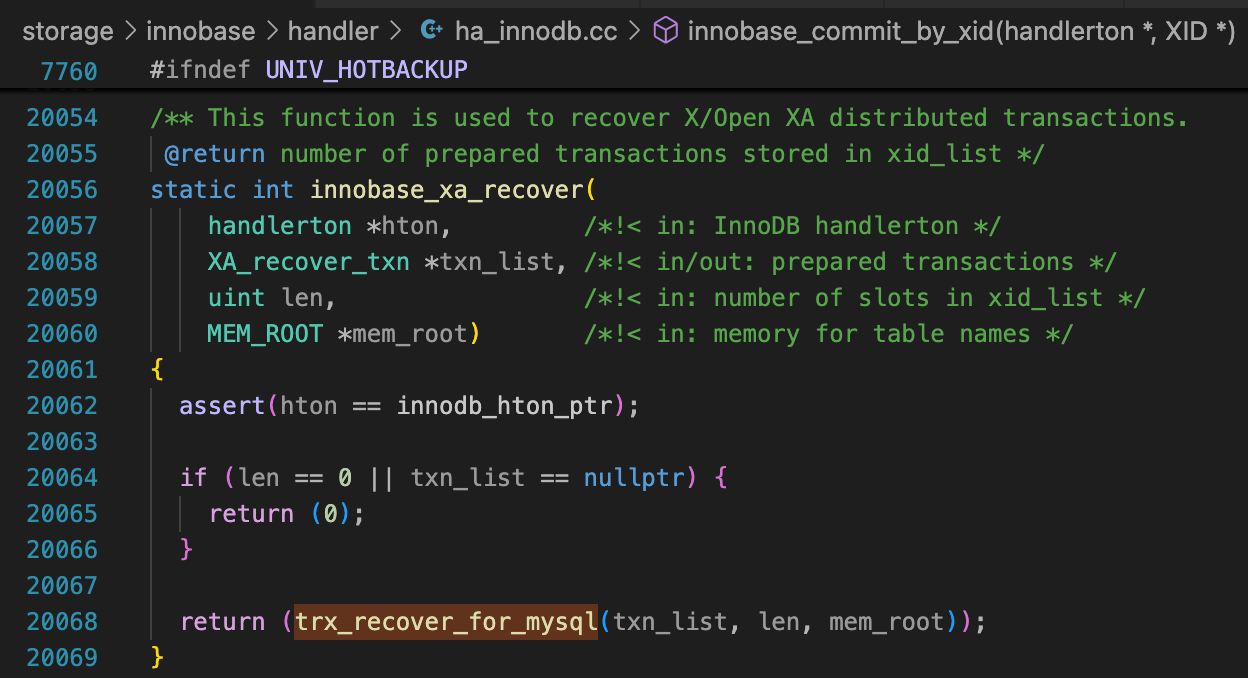 storage > innobase > handler > ha_innodb.cc > innobase_commit_by_xid(handlerton *, XID *)
7760 #ifndef UNIV_HOTBACKUP
20054 /** This function is used to recover X/Open XA distributed transactions.
20055  @return number of prepared transactions stored in xid_list */
20056 static int innobase_xa_recover(
20057     handlerton *hton,         /*!< in: InnoDB handlerton */
20058     XA_recover_txn *txn_list, /*!< in/out: prepared transactions */
20059     uint len,                 /*!< in: number of slots in xid_list */
20060     MEM_ROOT *mem_root)       /*!< in: memory for table names */
20061 {
20062   assert(hton == innodb_hton_ptr);
20063
20064   if (len == 0 || txn_list == nullptr) {
20065     return (0);
20066   }
20067
20068   return (trx_recover_for_mysql(txn_list, len, mem_root));
20069 }